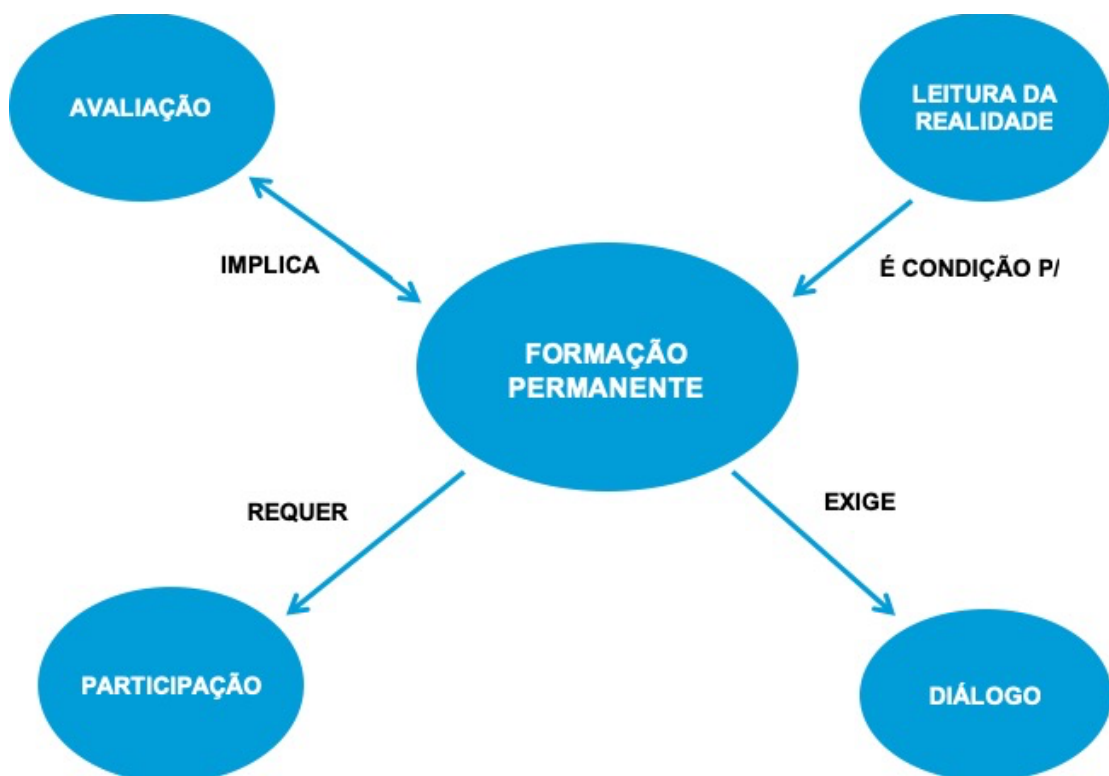 AVALIAÇÃO
LEITURA DA
REALIDADE
IMPLICA
É CONDIÇÃO P/
FORMAÇÃO
PERMANENTE
REQUER
EXIGE
PARTICIPAÇÃO
DIÁLOGO